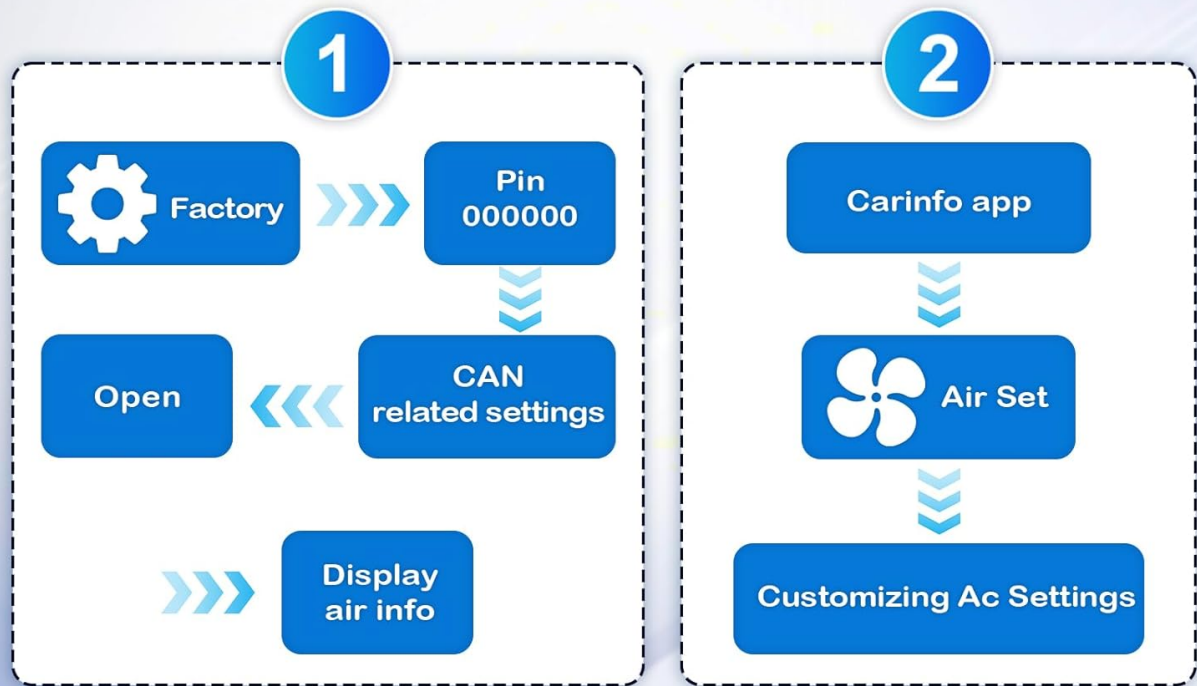 1
Factory
Pin
000000
CAN
related settings
Open
Display
air info
2
Carinfo app
Air Set
Customizing Ac Settings